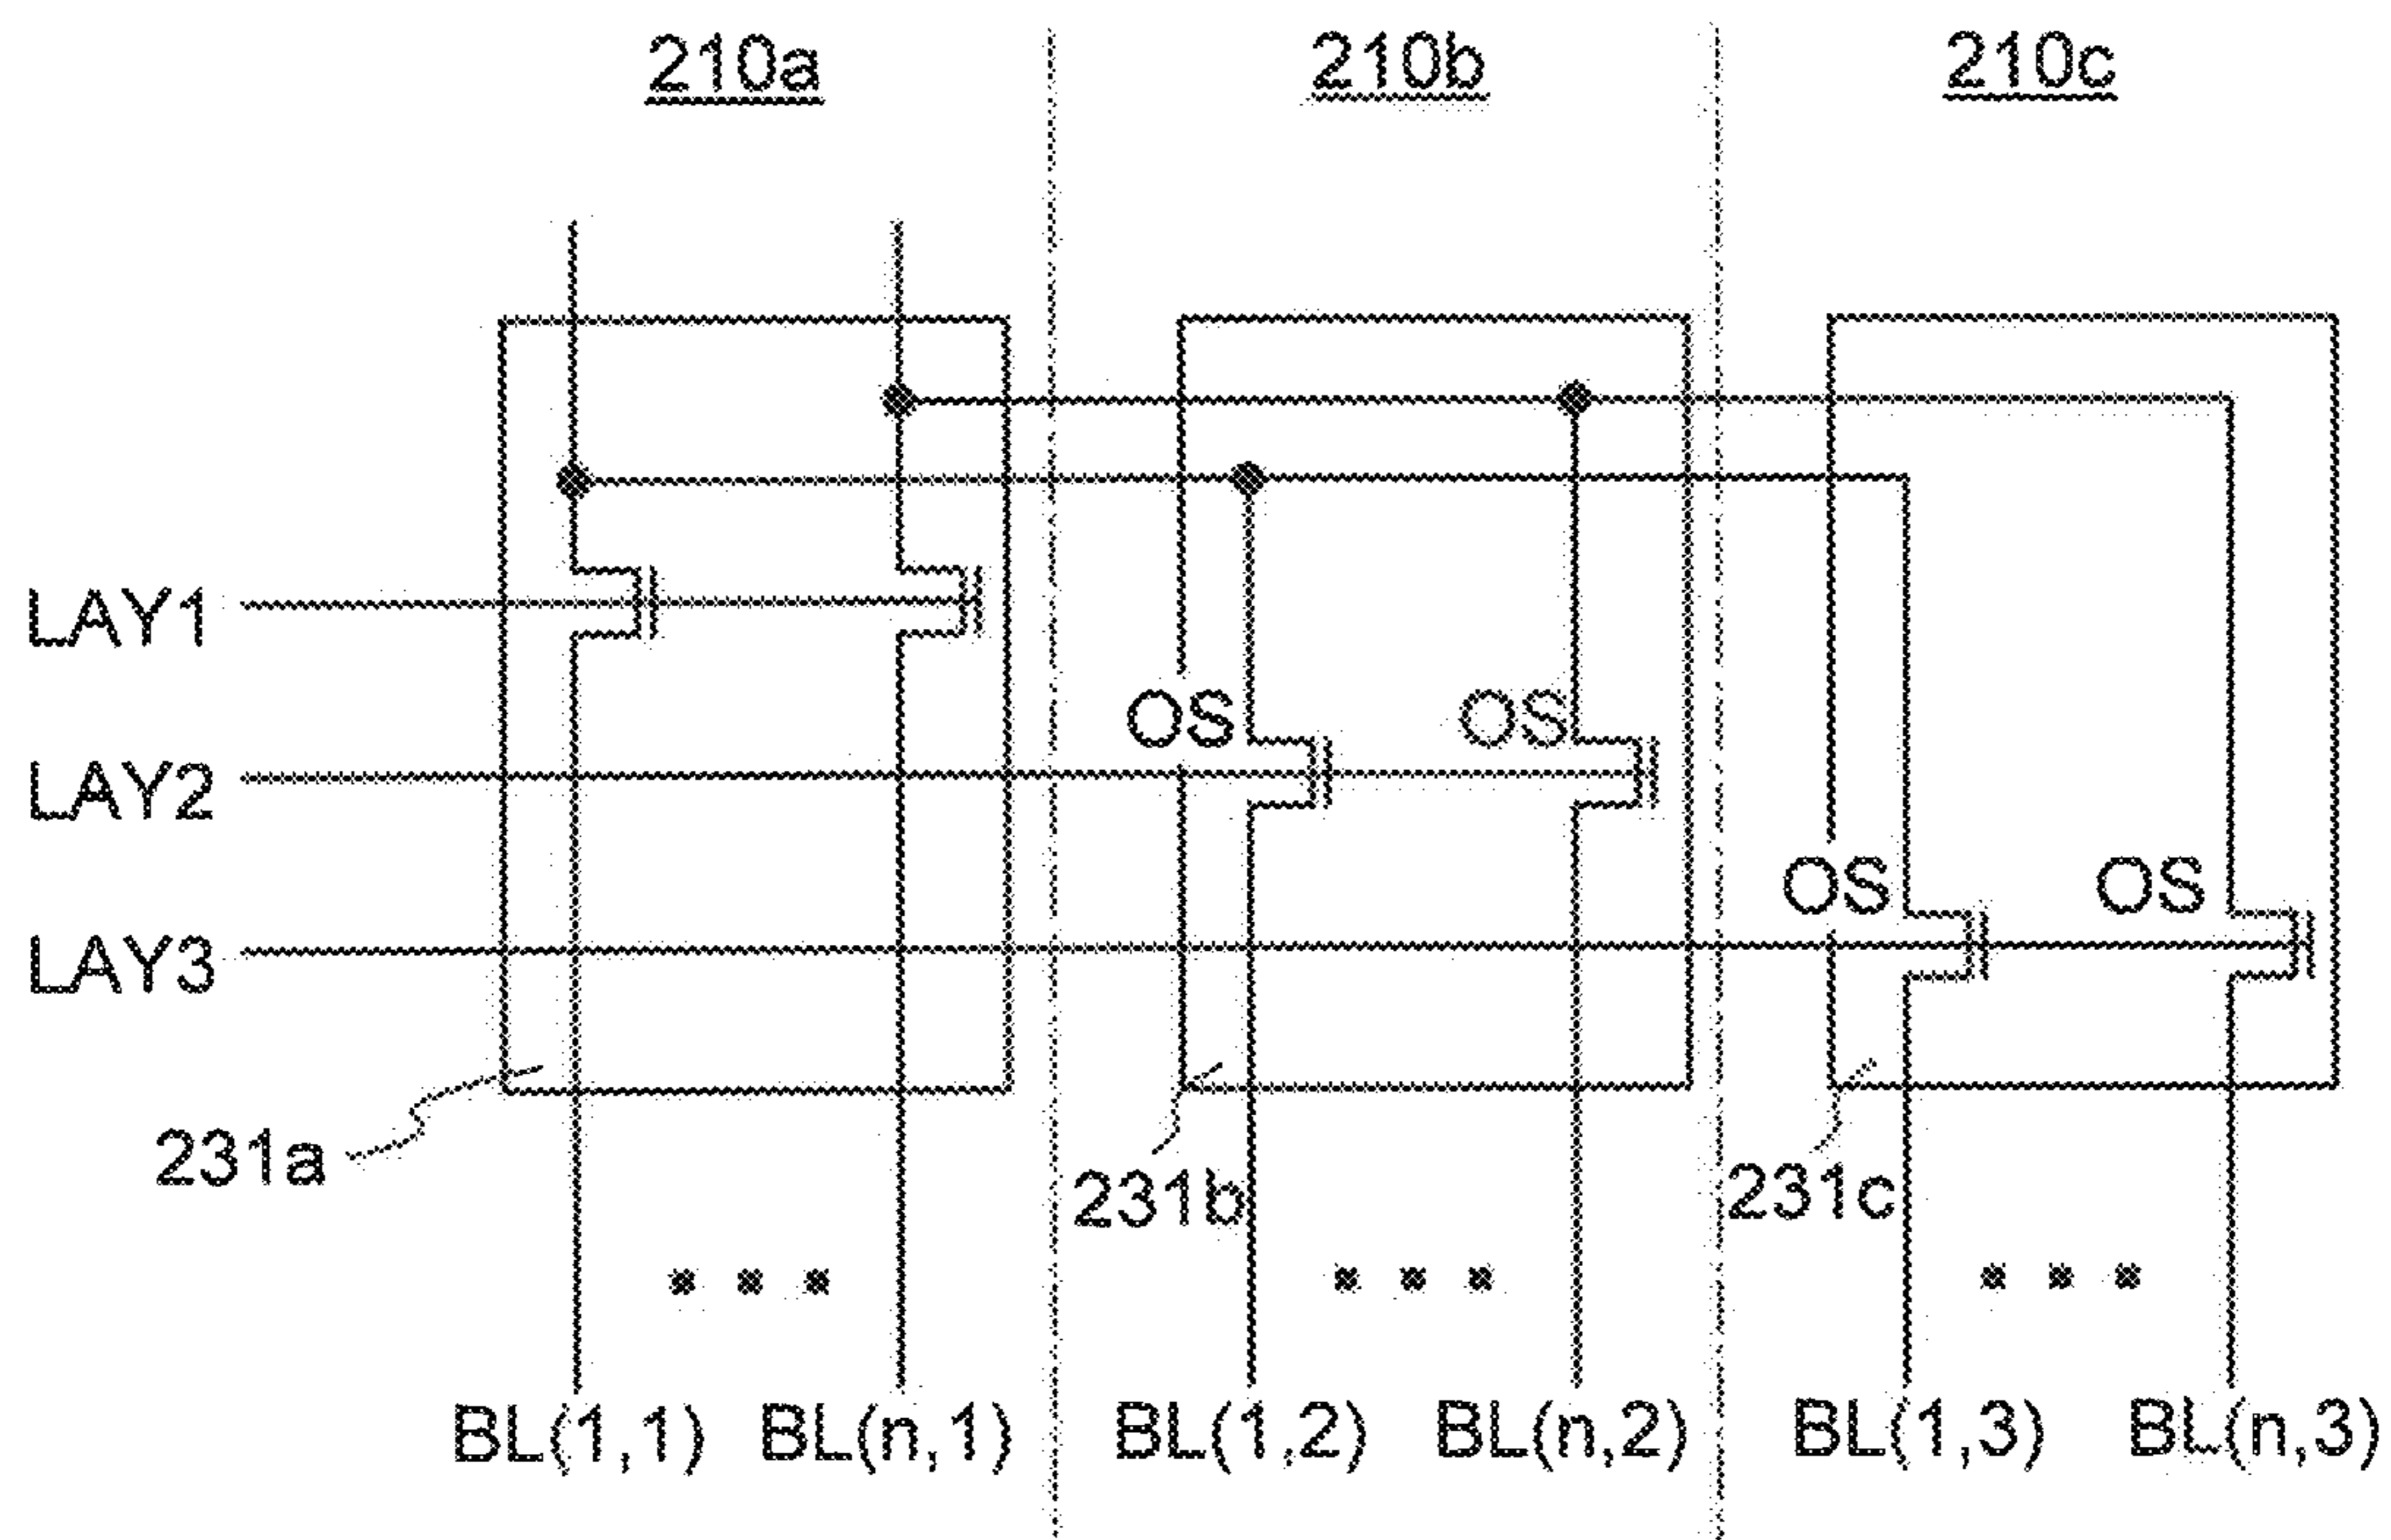 210a 210b 210c
LAY1
OS OS
LAY2
OS OS
LAY3
231a 231b 231c
BL(1,1) BL(n,1) BL(1,2) BL(n,2) BL(1,3) BL(n,3)